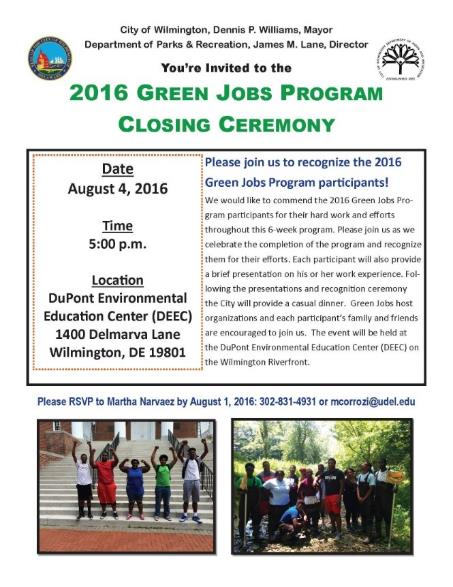 City of Wilmington, Dennis P. Williams, Mayor
Department of Parks & Recreation, James M. Lane, Director
You're Invited to the
2016 GREEN JOBS PROGRAM
CLOSING CEREMONY
Date
August 4, 2016
Time
5:00 p.m.
Location
DuPont Environmental
Education Center (DEEC)
1400 Delmarva Lane
Wilmington, DE 19801
Please join us to recognize the 2016
Green Jobs Program participants!
We would like to commend the 2016 Green Jobs Pro-
gram participants for their hard work and efforts
throughout this 6-week program. Please join us as we
celebrate the completion of the program and recognize
them for their efforts. Each participant will also provide
a brief presentation on his or her work experience. Fol-
lowing the presentations and recognition ceremony
the City will provide a casual dinner. Green Jobs host
organizations and each participant's family and friends
are encouraged to join us. The event will be held at
the DuPont Environmental Education Center (DEEC) on
the Wilmington Riverfront.
Please RSVP to Martha Narvaez by August 1, 2016: 302-831-4931 or mcorrozi@udel.edu